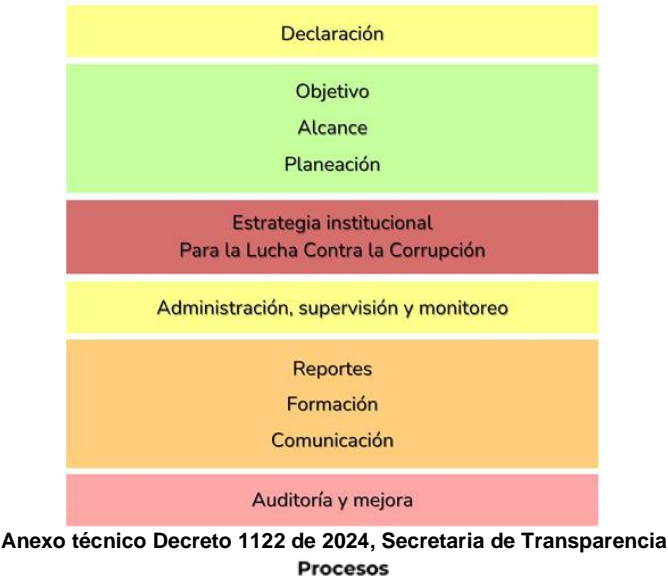 Declaración
Objetivo
Alcance
Planeación
Estrategia institucional
Para la Lucha Contra la Corrupción
Administración, supervisión y monitoreo
Reportes
Formación
Comunicación
Auditoría y mejora
Anexo técnico Decreto 1122 de 2024, Secretaria de Transparencia
Procesos